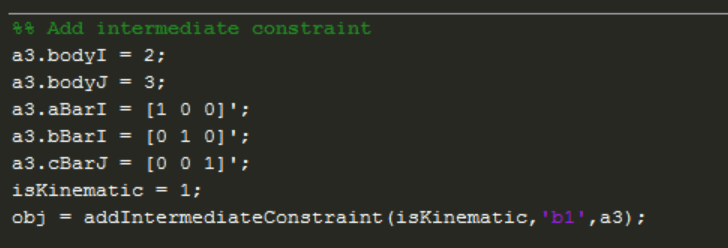 %% Add intermediate constraint
a3.bodyI = 2;
a3.bodyJ = 3;
a3.aBarI = [1 0 0]';
a3.bBarI = [0 1 0]';
a3.cBarJ = [0 0 1]';
isKinematic = 1;
obj = addIntermediateConstraint(isKinematic,'b1',a3);